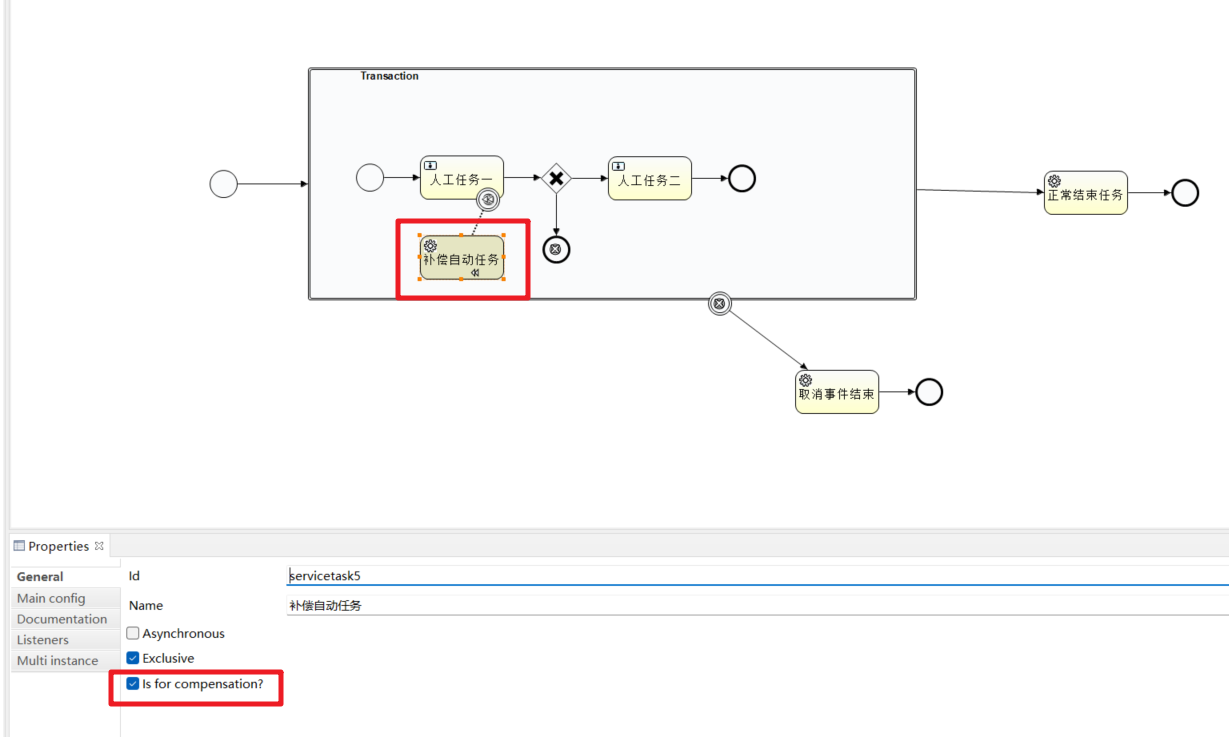 Transaction
人工任务一
人工任务二
正常结束任务
补偿自动任务
取消事件结束
Properties
General
Id
servicetask5
Main config
Name
补偿自动任务
Documentation
Asynchronous
Listeners
Exclusive
Multi instance
Is for compensation?